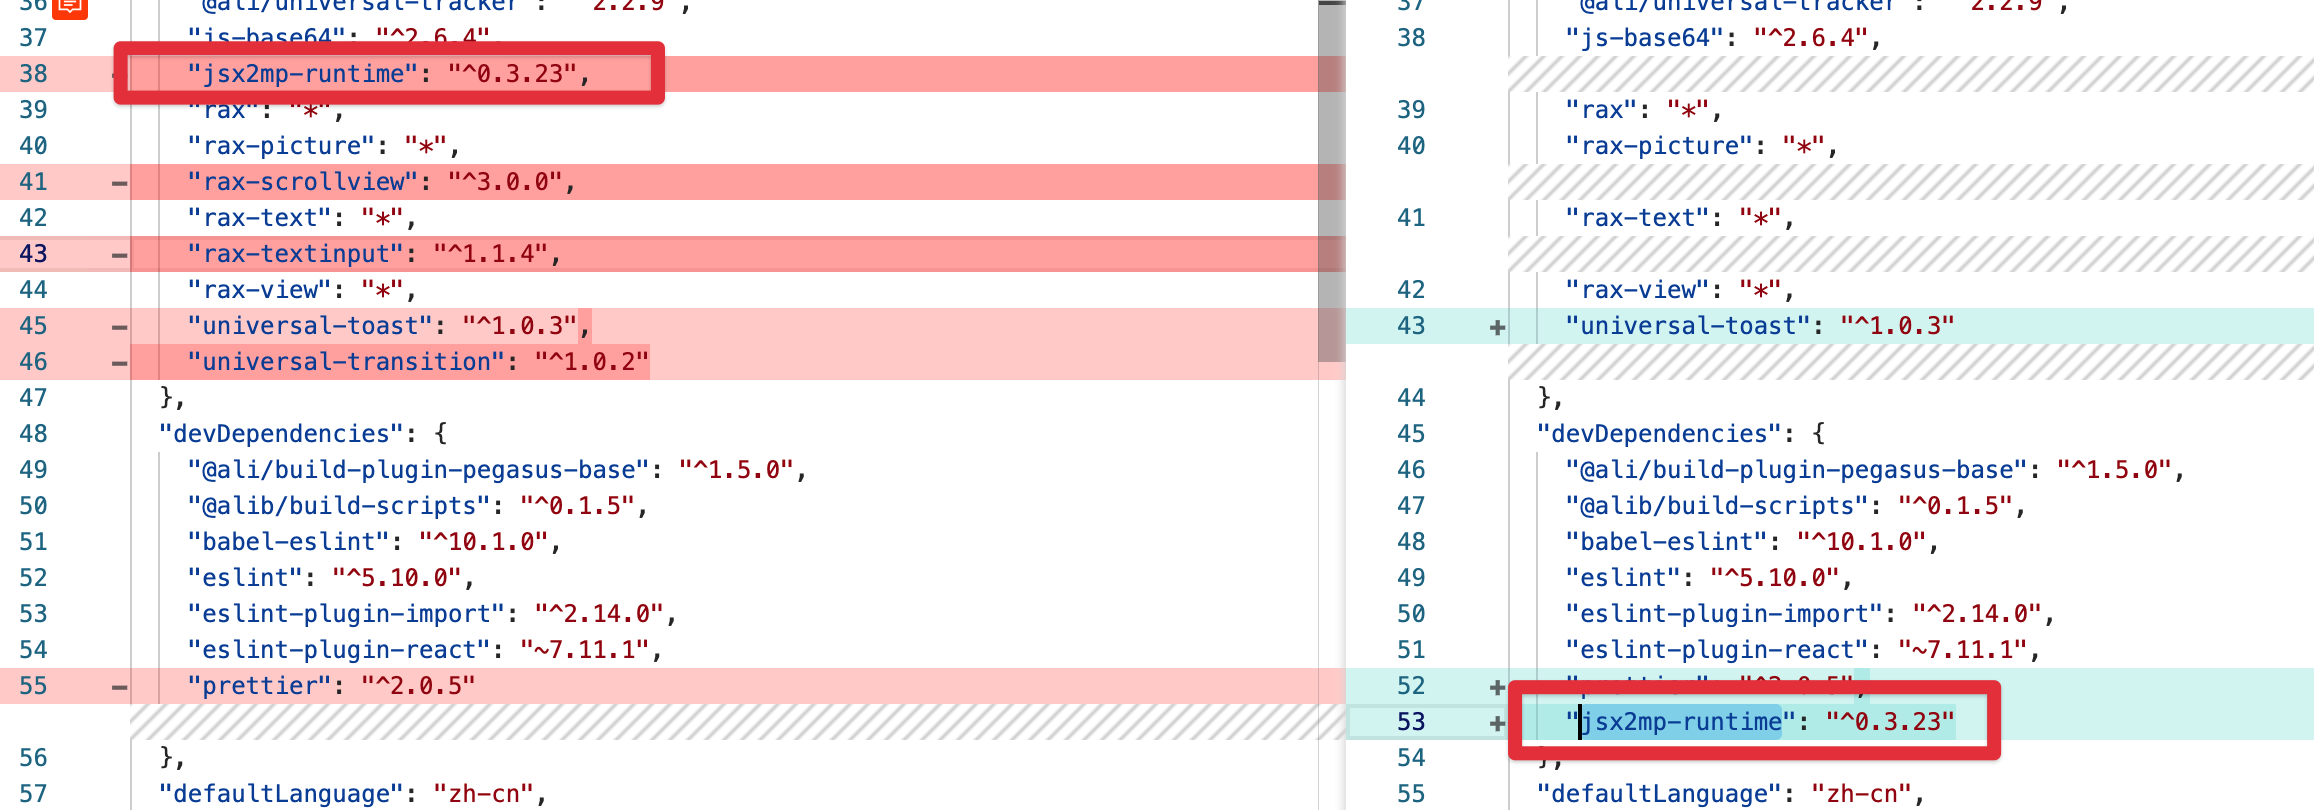 36 "@ali/universal-tracker": "^2.2.9",
37 "js-base64": "^2.6.4",
38 "jsx2mp-runtime": "^0.3.23",
39 "rax": "*",
40 "rax-picture": "*",
41 — "rax-scrollview": "^3.0.0",
42 "rax-text": "*",
43 — "rax-textinput": "^1.1.4",
44 "rax-view": "*",
45 — "universal-toast": "^1.0.3",
46 — "universal-transition": "^1.0.2"
47 },
48 "devDependencies": {
49 "@ali/build-plugin-pegasus-base": "^1.5.0",
50 "@alib/build-scripts": "^0.1.5",
51 "babel-eslint": "^10.1.0",
52 "eslint": "^5.10.0",
53 "eslint-plugin-import": "^2.14.0",
54 "eslint-plugin-react": "~7.11.1",
55 — "prettier": "^2.0.5"
56 },
57 "defaultLanguage": "zh-cn",
37 "@ali/universal-tracker": "^2.2.9",
38 "js-base64": "^2.6.4",
39 "rax": "*",
40 "rax-picture": "*",
41 "rax-text": "*",
42 "rax-view": "*",
43 + "universal-toast": "^1.0.3"
44 },
45 "devDependencies": {
46 "@ali/build-plugin-pegasus-base": "^1.5.0",
47 "@alib/build-scripts": "^0.1.5",
48 "babel-eslint": "^10.1.0",
49 "eslint": "^5.10.0",
50 "eslint-plugin-import": "^2.14.0",
51 "eslint-plugin-react": "~7.11.1",
52 + "prettier": "^2.0.5",
53 + "jsx2mp-runtime": "^0.3.23"
54 },
55 "defaultLanguage": "zh-cn",